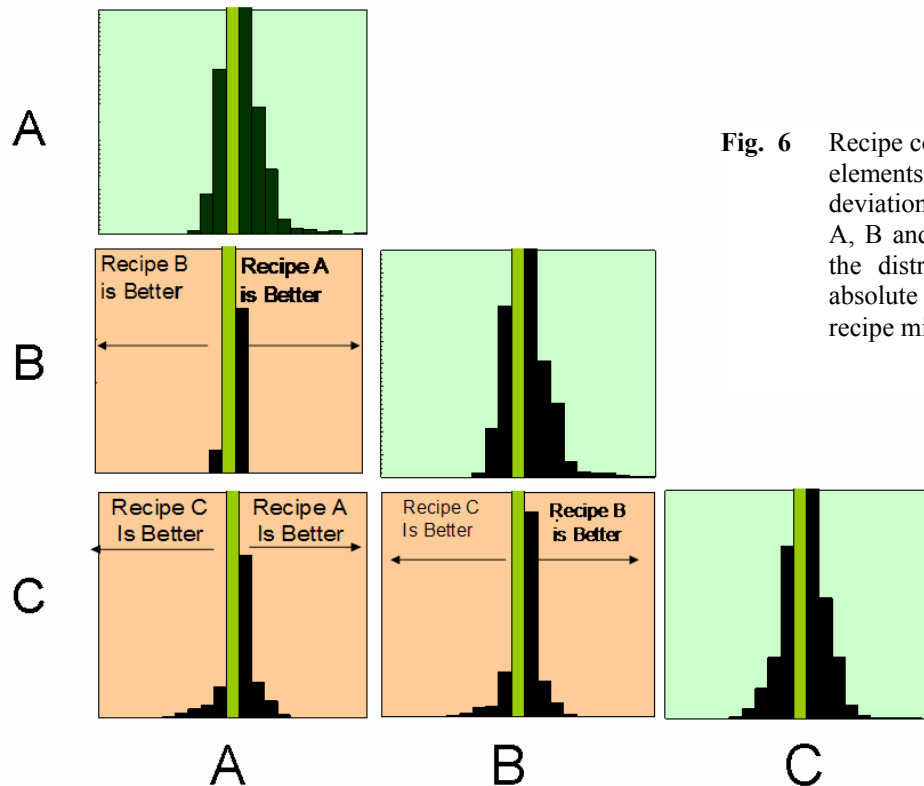 A
Fig. 6 Recipe co
elements
deviation
A, B and
the distr
absolute
recipe mi
B
Recipe B
is Better
Recipe A
is Better
C
Recipe C
Is Better
Recipe A
Is Better
Recipe C
Is Better
Recipe B
is Better
A
B
C